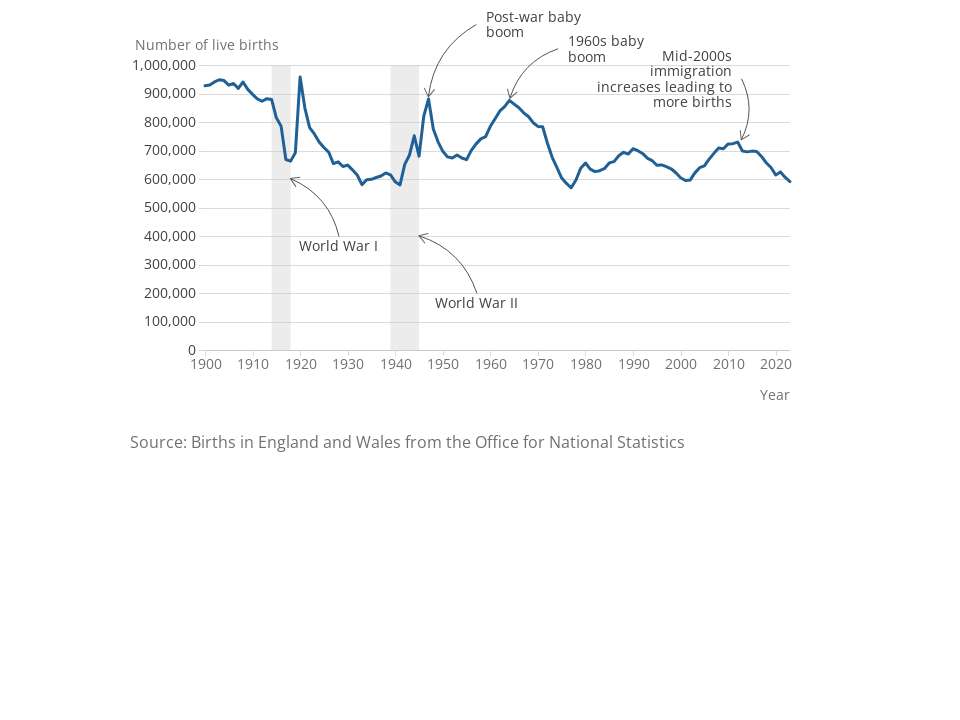 Post-war baby
boom
Number of live births
1960s baby
boom
Mid-2000s
immigration
increases leading to
more births
1,000,000
900,000
800,000
700,000
600,000
500,000
400,000
300,000
200,000
100,000
0
World War I
World War II
1900 1910 1920 1930 1940 1950 1960 1970 1980 1990 2000 2010 2020
Year
Source: Births in England and Wales from the Office for National Statistics